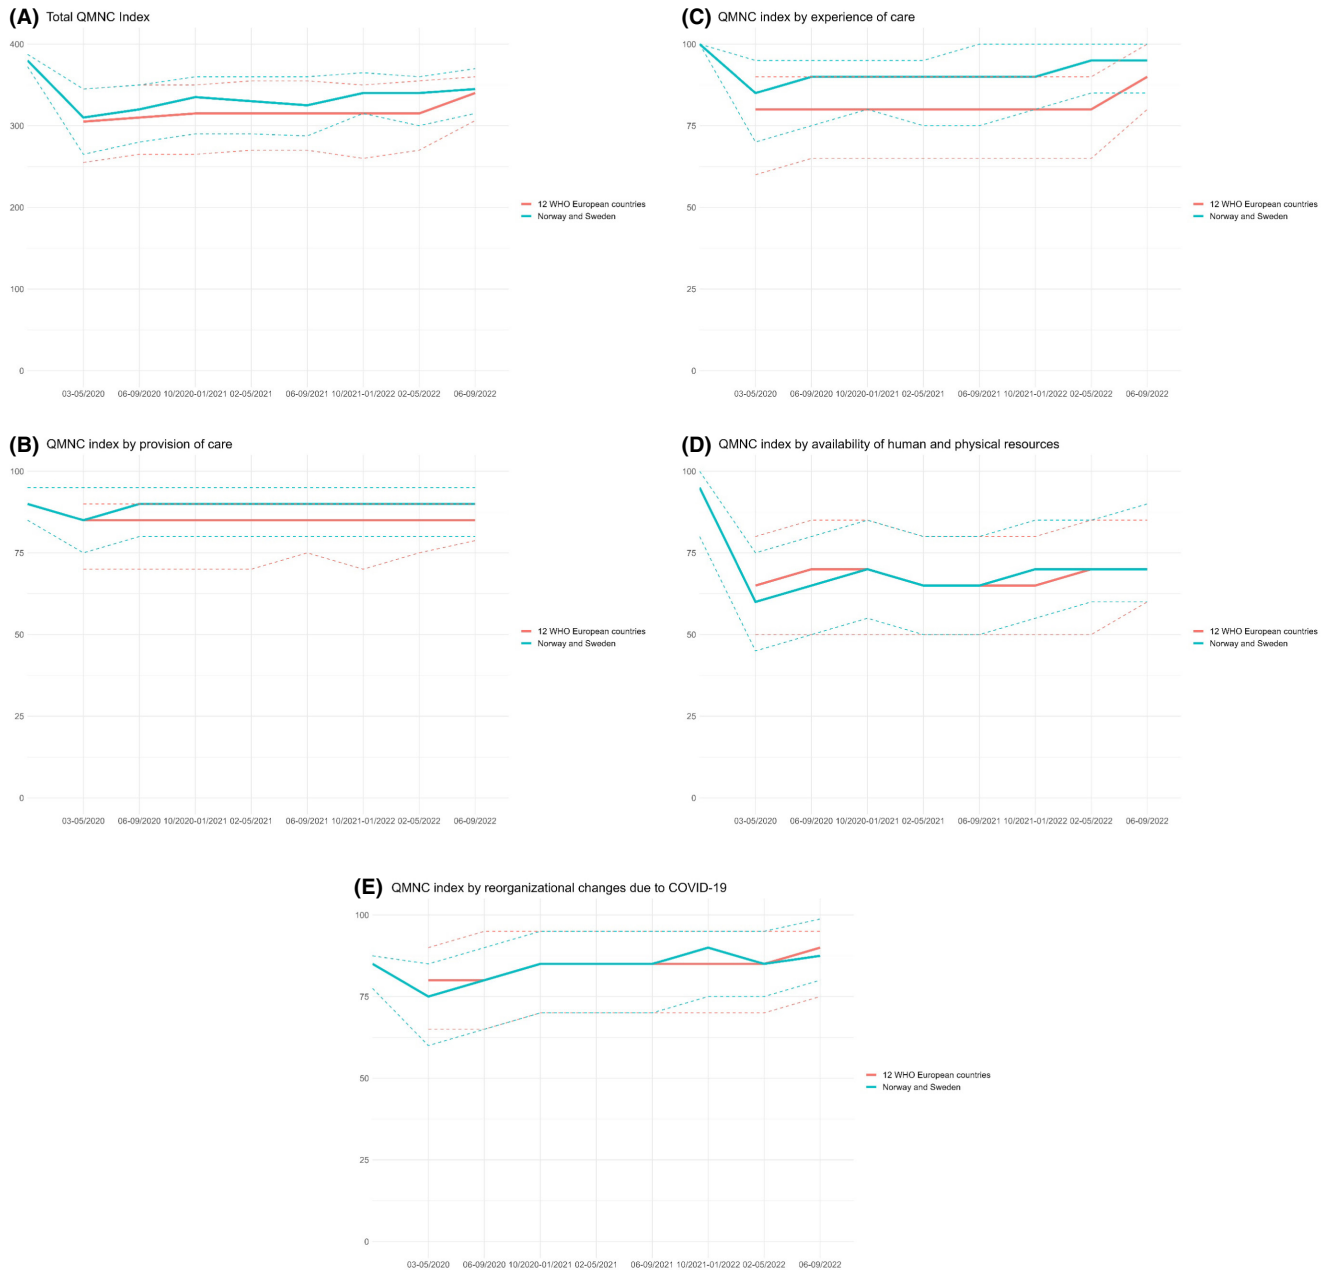 (A) Total QMNC Index
400
300
200
100
0
03-05/2020 06-09/2020 10/2020-01/2021 02-05/2021 06-09/2021 10/2021-01/2022 02-05/2022 06-09/2022
12 WHO European countries
Norway and Sweden
(C) QMNC index by experience of care
100
75
50
25
0
03-05/2020 06-09/2020 10/2020-01/2021 02-05/2021 06-09/2021 10/2021-01/2022 02-05/2022 06-09/2022
12 WHO European countries
Norway and Sweden
(B) QMNC index by provision of care
100
75
50
25
0
03-05/2020 06-09/2020 10/2020-01/2021 02-05/2021 06-09/2021 10/2021-01/2022 02-05/2022 06-09/2022
12 WHO European countries
Norway and Sweden
(D) QMNC index by availability of human and physical resources
100
75
50
25
0
03-05/2020 06-09/2020 10/2020-01/2021 02-05/2021 06-09/2021 10/2021-01/2022 02-05/2022 06-09/2022
12 WHO European countries
Norway and Sweden
(E) QMNC index by reorganizational changes due to COVID-19
100
75
50
25
0
03-05/2020 06-09/2020 10/2020-01/2021 02-05/2021 06-09/2021 10/2021-01/2022 02-05/2022 06-09/2022
12 WHO European countries
Norway and Sweden